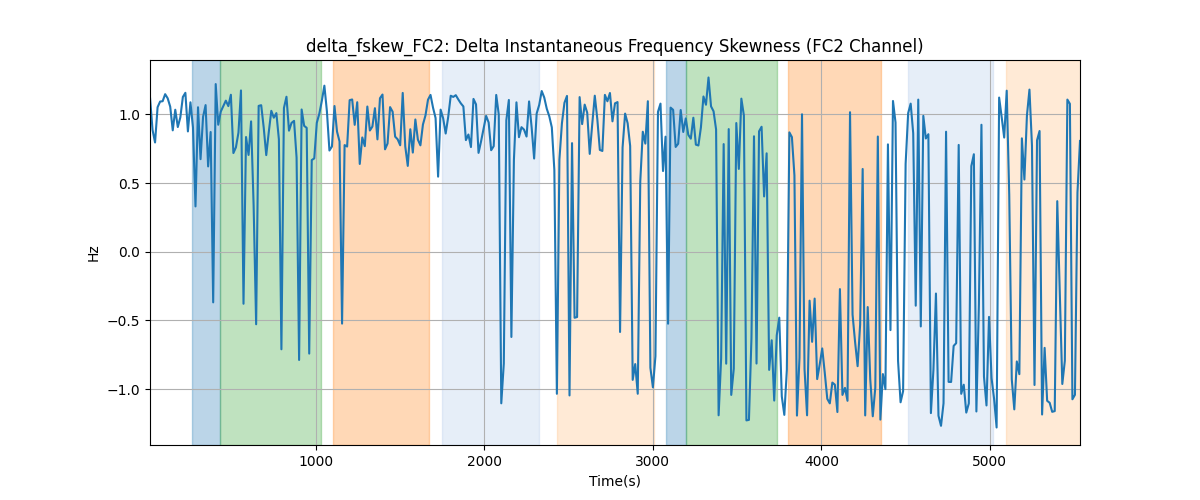 delta_fskew_FC2: Delta Instantaneous Frequency Skewness (FC2 Channel)
1.0
0.5
0.0
−0.5
−1.0
Hz
1000 2000 3000 4000 5000
Time(s)